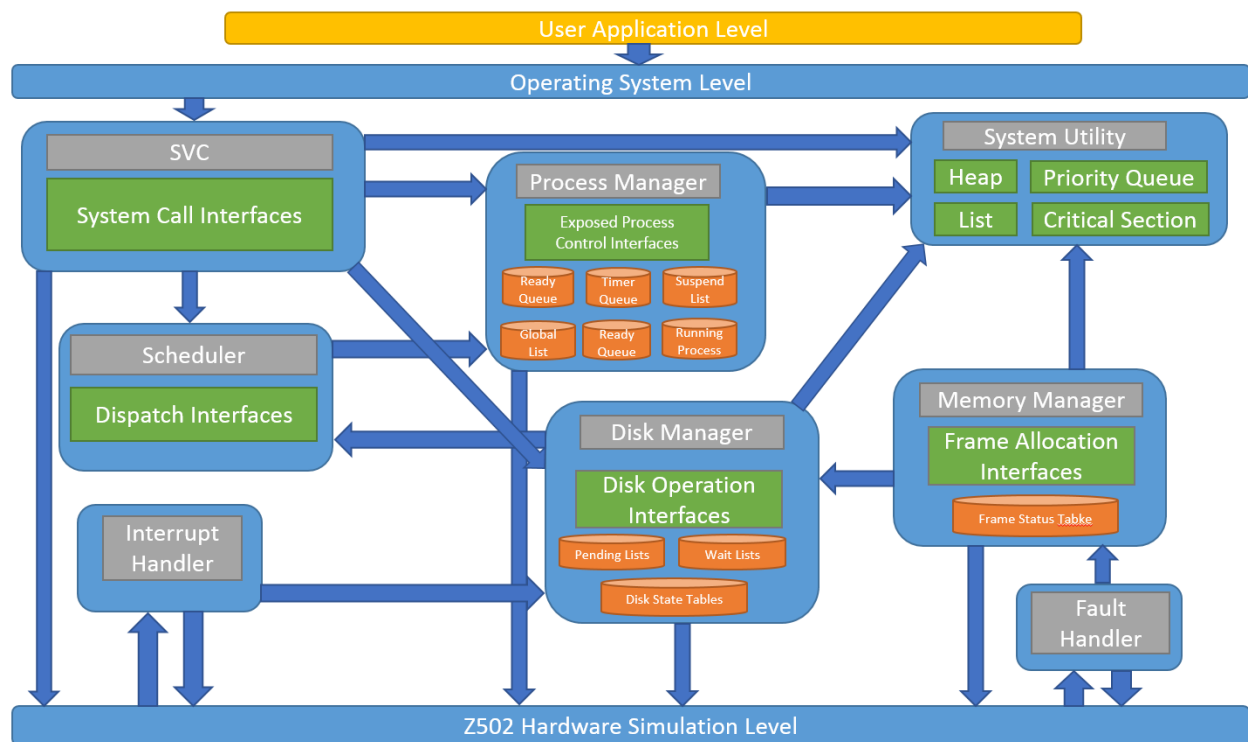 User Application Level
Operating System Level
SVC
System Call Interfaces
Process Manager
Exposed Process
Control Interfaces
Ready
Queue
Timer
Queue
Suspend
List
Global
List
Ready
Queue
Running
Process
System Utility
Heap
Priority Queue
List
Critical Section
Scheduler
Dispatch Interfaces
Disk Manager
Disk Operation
Interfaces
Pending Lists
Wait Lists
Disk State Tables
Memory Manager
Frame Allocation
Interfaces
Frame Status Tabke
Interrupt
Handler
Fault
Handler
Z502 Hardware Simulation Level